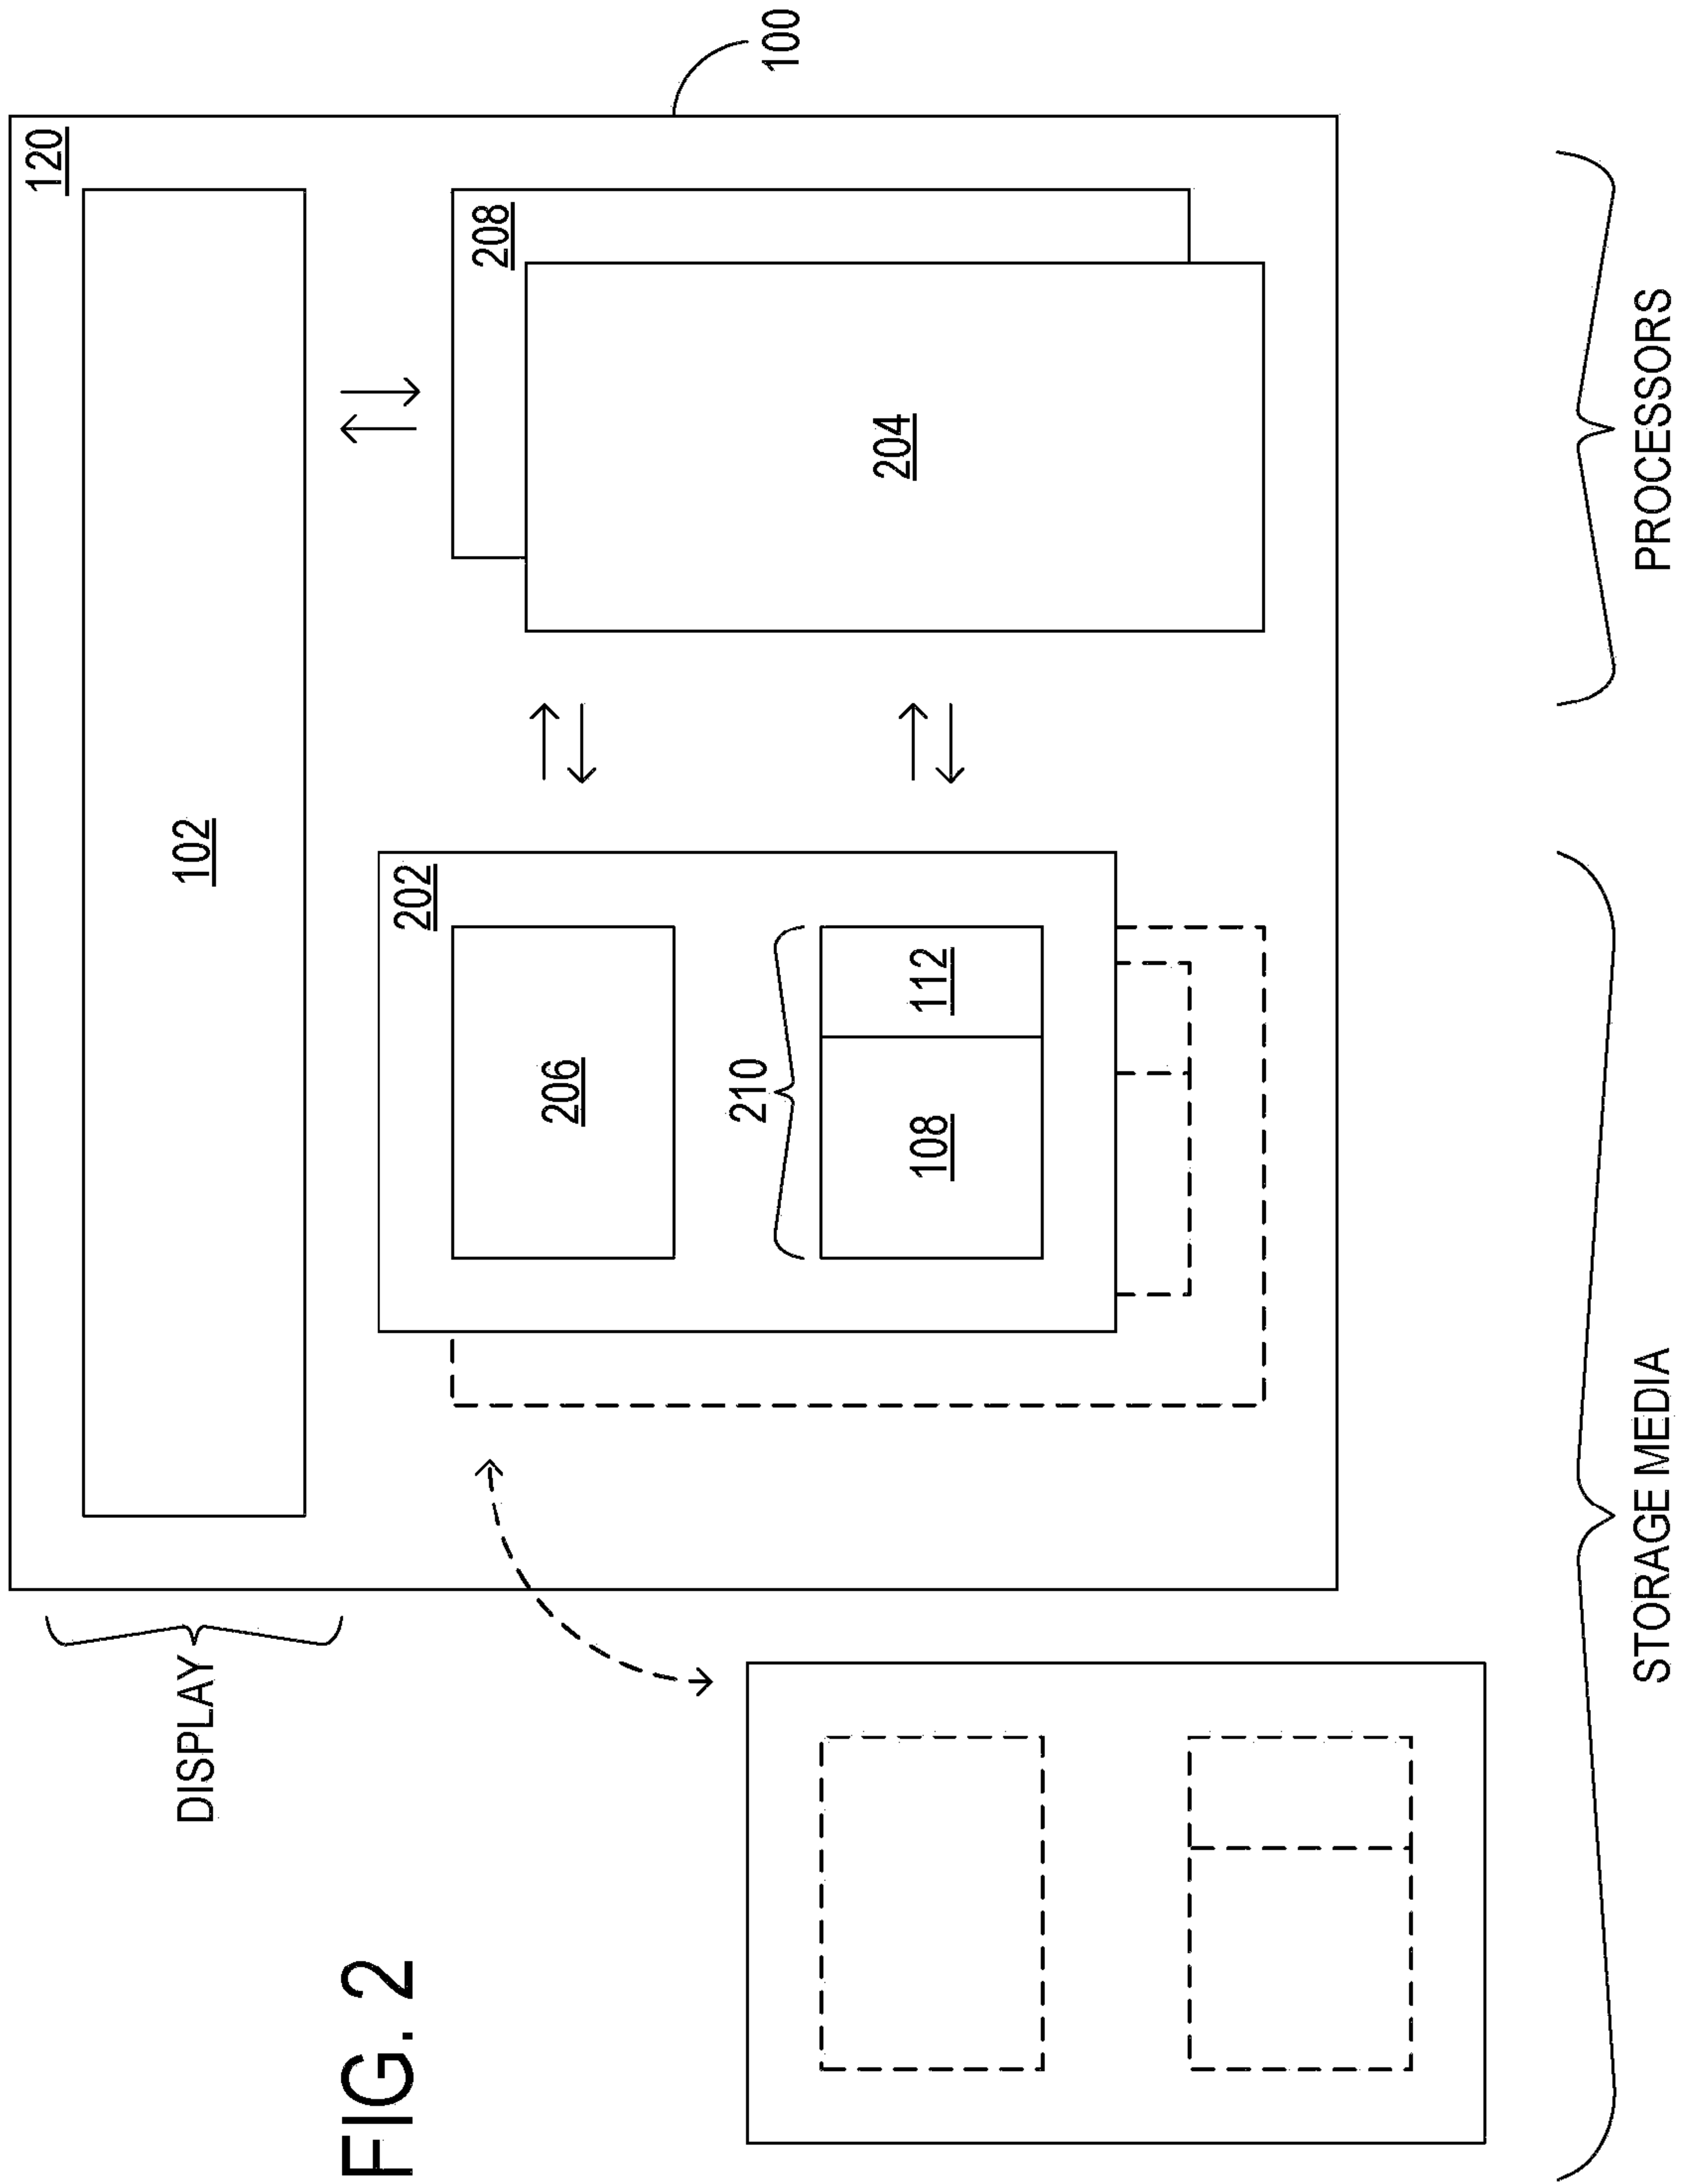 FIG. 2
DISPLAY
120
102
100
202
206
210
108
112
208
204
STORAGE MEDIA
PROCESSORS